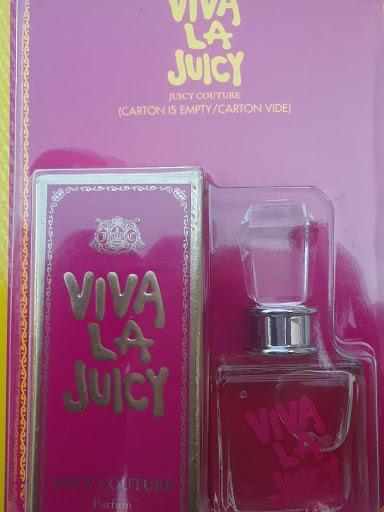 VIVA
LA
JUICY
JUICY COUTURE
(CARTON IS EMPTY/CARTON VIDE)
J G
VIVA
LA
JUICY
JUICY COUTURE
Parfum
VIVA
LA
JUICY